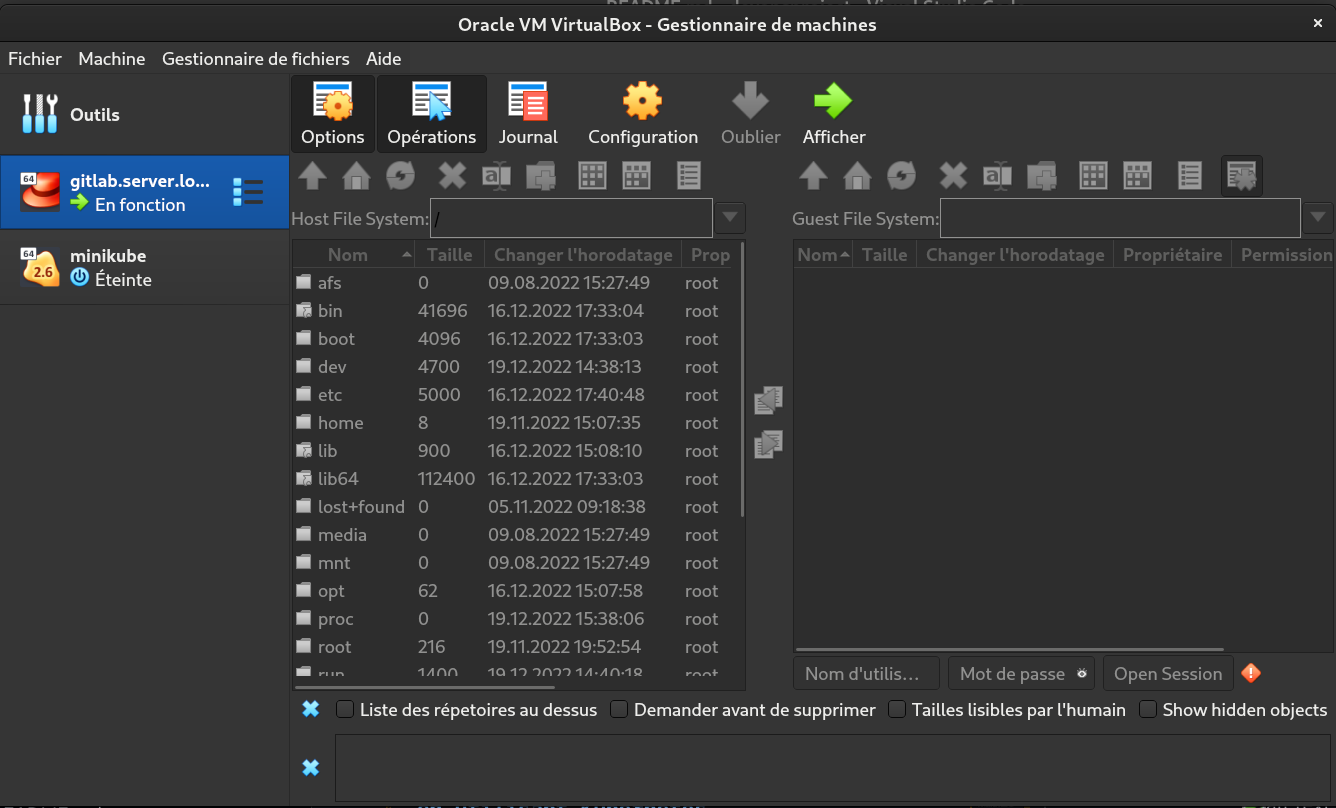 Oracle VM VirtualBox - Gestionnaire de machines
Fichier Machine Gestionnaire de fichiers Aide
Outils
64
gitlab.server.lo...
En fonction
64
2.6
minikube
Éteinte
Options Opérations Journal Configuration Oublier Afficher
Host File System: /
Nom Taille Changer l'horodatage Prop
afs 0 09.08.2022 15:27:49 root
bin 41696 16.12.2022 17:33:04 root
boot 4096 16.12.2022 17:33:03 root
dev 4700 19.12.2022 14:38:13 root
etc 5000 16.12.2022 17:40:48 root
home 8 19.11.2022 15:07:35 root
lib 900 16.12.2022 15:08:10 root
lib64 112400 16.12.2022 17:33:03 root
lost+found 0 05.11.2022 09:18:38 root
media 0 09.08.2022 15:27:49 root
mnt 0 09.08.2022 15:27:49 root
opt 62 16.12.2022 15:07:58 root
proc 0 19.12.2022 15:38:06 root
root 216 19.11.2022 19:52:54 root
run 1400 19.12.2022 14:40:18 root
Guest File System:
Nom Taille Changer l'horodatage Propriétaire Permission
Nom d'utilis... Mot de passe Open Session
Liste des répetoires au dessus Demander avant de supprimer Tailles lisibles par l'humain Show hidden objects